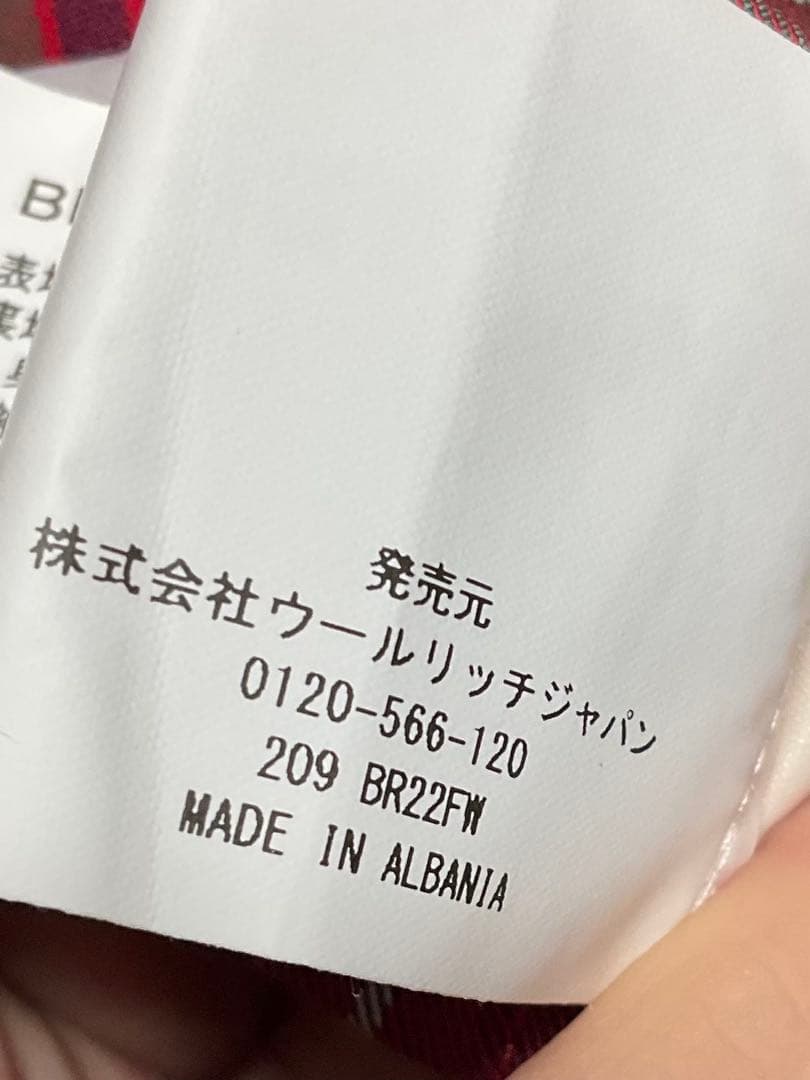 発売元
株式会社ウールリッチジャパン
0120-566-120
209 BR22FW
MADE IN ALBANIA